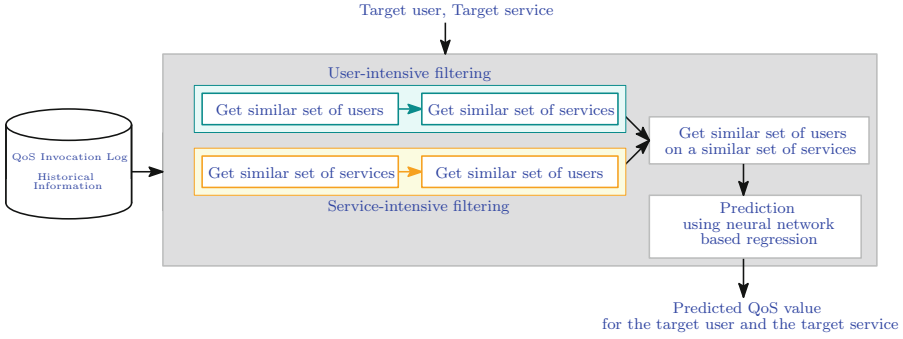 Target user, Target service
User-intensive filtering
Get similar set of users
Get similar set of services
QoS Invocation Log
Historical
Information
Get similar set of services
Get similar set of users
Service-intensive filtering
Get similar set of users
on a similar set of services
Prediction
using neural network
based regression
Predicted QoS value
for the target user and the target service